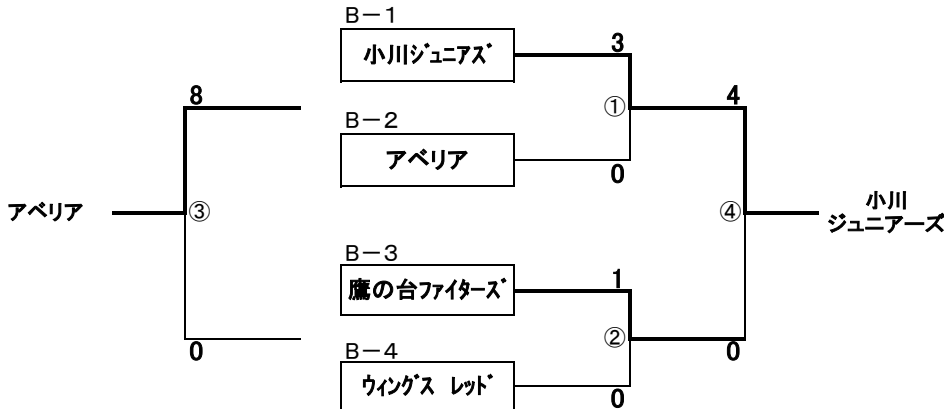 B－1
小川ｼﾞｭﾆｱｽﾞ
3
8
①
4
B－2
アベリア
0
アベリア
③
④
小川
ジュニアーズ
B－3
鷹の台ﾌｧｲﾀｰｽﾞ
1
②
0
0
B－4
ｳｨﾝｸﾞｽ ﾚｯﾄﾞ
0